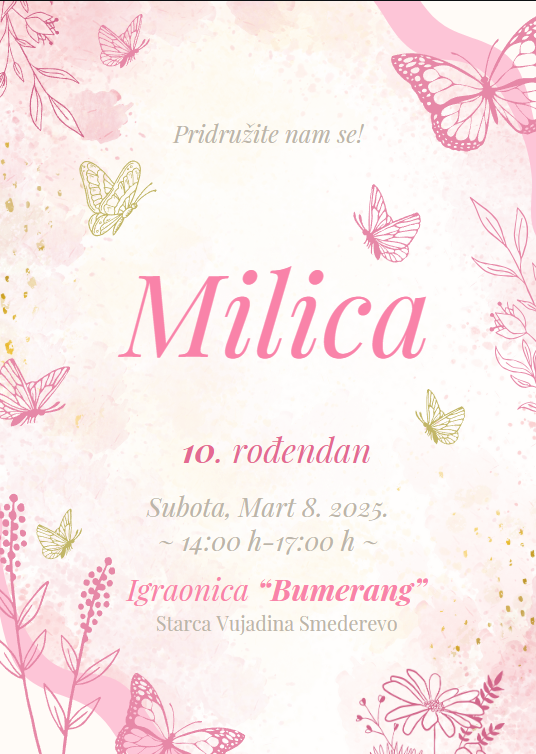 Pridružite nam se!
Milica
10. rođendan
Subota, Mart 8. 2025.
~ 14:00 h-17:00 h ~
Igraonica “Bumerang”
Starca Vujadina Smederevo